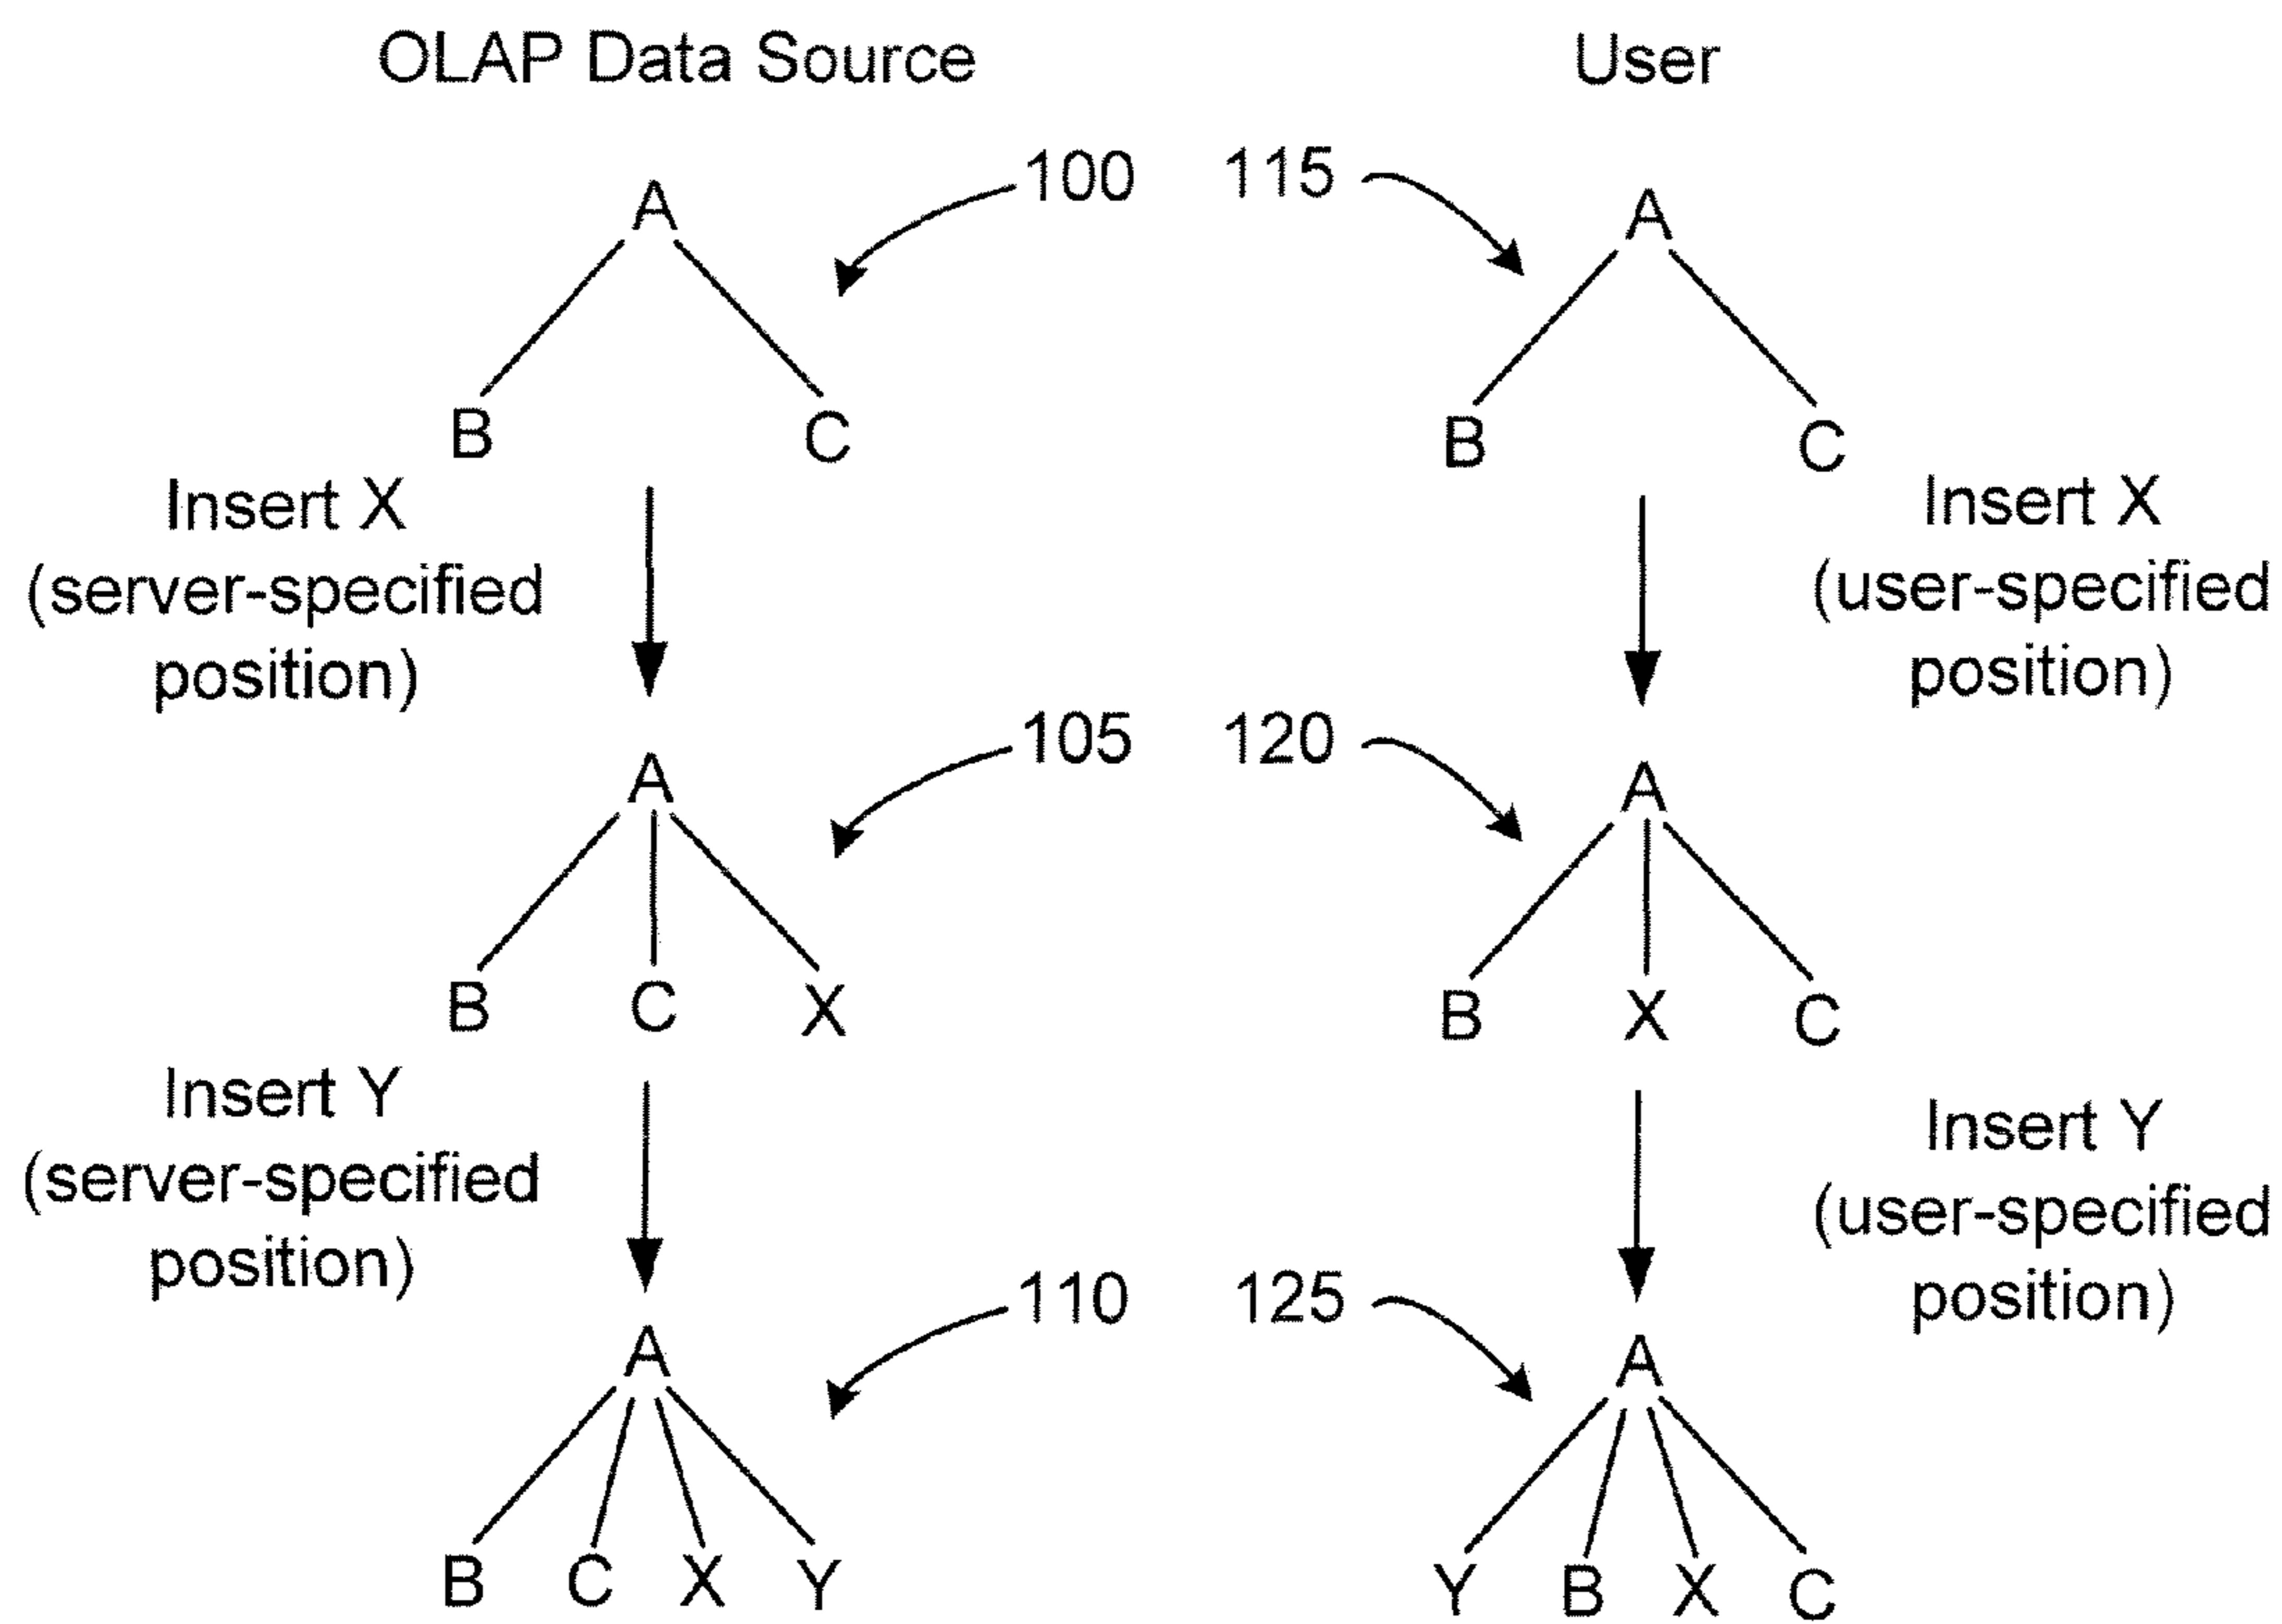 OLAP Data Source
User
100
115
A
A
B
C
B
C
Insert X
(server-specified
position)
Insert X
(user-specified
position)
105
120
A
A
B
C
X
B
X
C
Insert Y
(server-specified
position)
Insert Y
(user-specified
position)
110
125
A
A
B
C
X
Y
Y
B
X
C